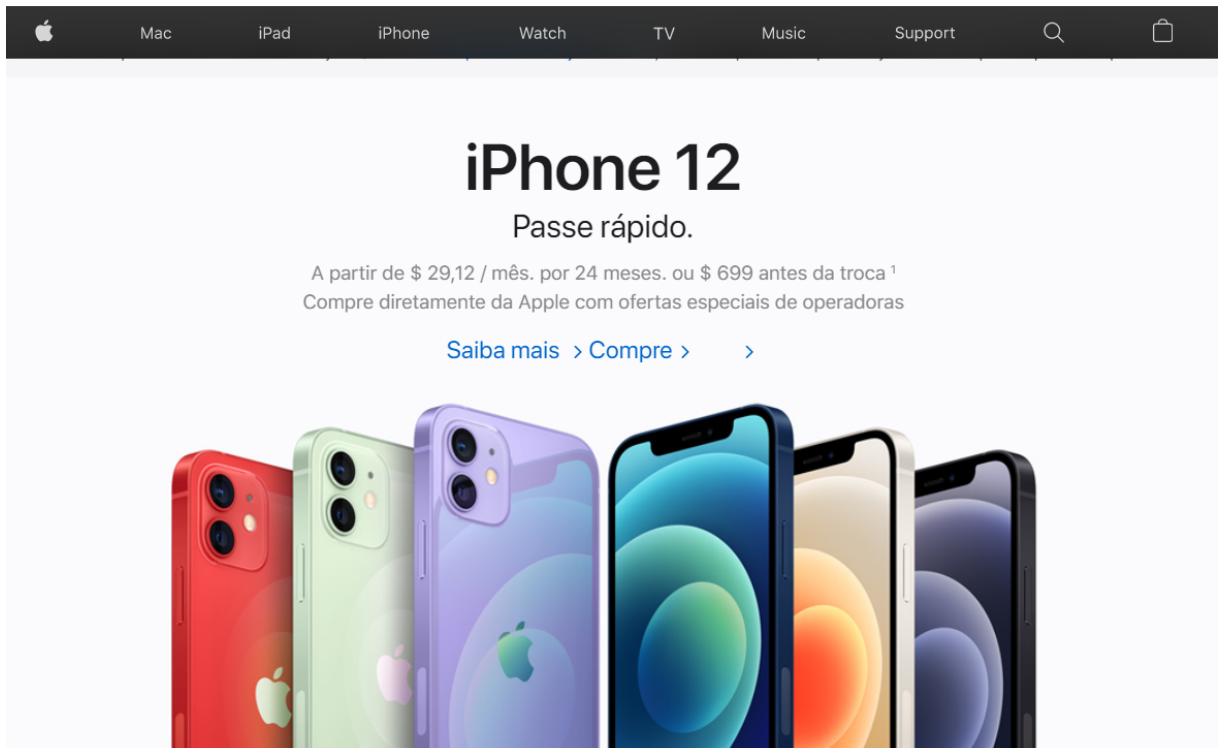 Mac iPad iPhone Watch TV Music Support
iPhone 12
Passe rápido.
A partir de $ 29,12 / mês. por 24 meses. ou $ 699 antes da troca ¹
Compre diretamente da Apple com ofertas especiais de operadoras
Saiba mais > Compre > >